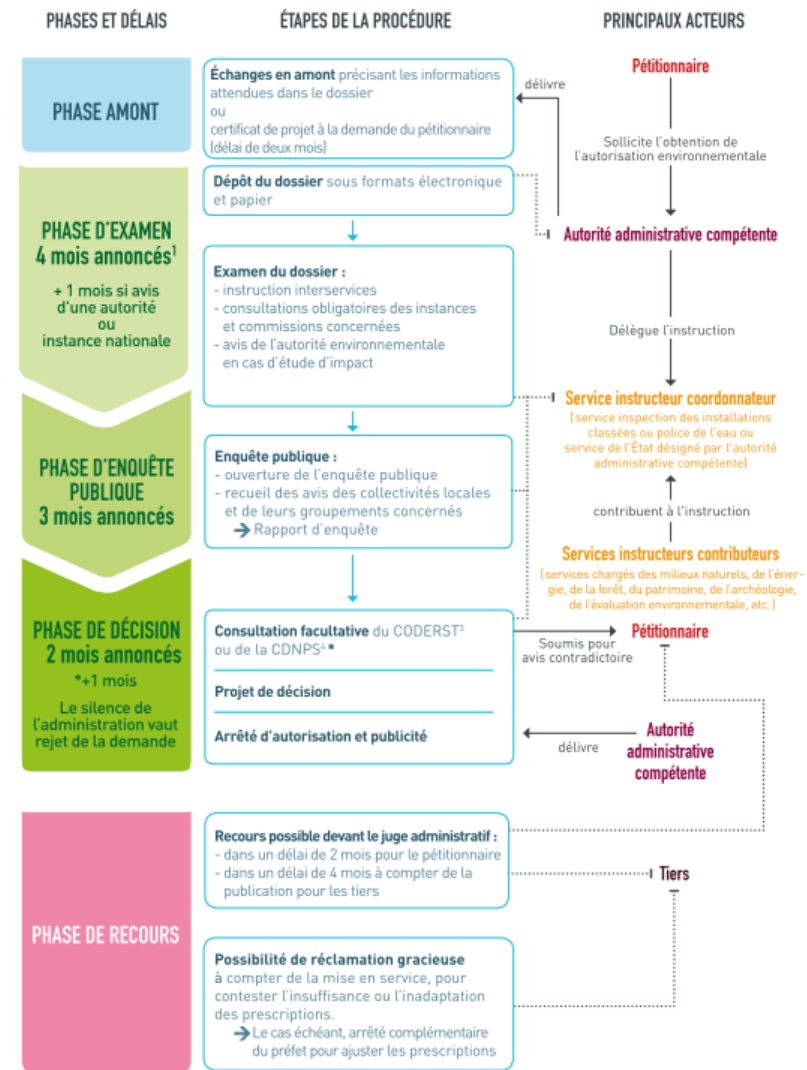 PHASES ET DÉLAIS
ÉTAPES DE LA PROCÉDURE
PRINCIPAUX ACTEURS
PHASE AMONT
Échanges en amont précisant les informations
attendues dans le dossier
ou
certificat de projet à la demande du pétitionnaire
(délai de deux mois)
délivre
Pétitionnaire
Sollicite l'obtention de
l'autorisation environnementale
PHASE D'EXAMEN
4 mois annoncés¹
+ 1 mois si avis
d'une autorité
ou
instance nationale
Dépôt du dossier sous formats électronique
et papier
Autorité administrative compétente
Examen du dossier :
- instruction interservices
- consultations obligatoires des instances
et commissions concernées
- avis de l'autorité environnementale
en cas d'étude d'impact
Délègue l'instruction
Service instructeur coordonnateur
(service inspection des installations
classées ou police de l'eau ou
service de l'État désigné par l'autorité
administrative compétente)
PHASE D'ENQUÊTE
PUBLIQUE
3 mois annoncés
Enquête publique :
- ouverture de l'enquête publique
- recueil des avis des collectivités locales
et de leurs groupements concernés
➔ Rapport d'enquête
contribuent à l'instruction
Services instructeurs contributeurs
(services chargés des milieux naturels, de l'éner-
gie, de la forêt, du patrimoine, de l'archéologie,
de l'évaluation environnementale, etc.)
PHASE DE DÉCISION
2 mois annoncés
*+1 mois
Le silence de
l'administration vaut
rejet de la demande
Consultation facultative du CODERST³
ou de la CDNPS⁴*
Projet de décision
Arrêté d'autorisation et publicité
Soumis pour
avis contradictoire
Pétitionnaire
délivre
Autorité
administrative
compétente
PHASE DE RECOURS
Recours possible devant le juge administratif :
- dans un délai de 2 mois pour le pétitionnaire
- dans un délai de 4 mois à compter de la
publication pour les tiers
Tiers
Possibilité de réclamation gracieuse
à compter de la mise en service, pour
contester l'insuffisance ou l'inadaptation
des prescriptions.
➔ Le cas échéant, arrêté complémentaire
du préfet pour ajuster les prescriptions